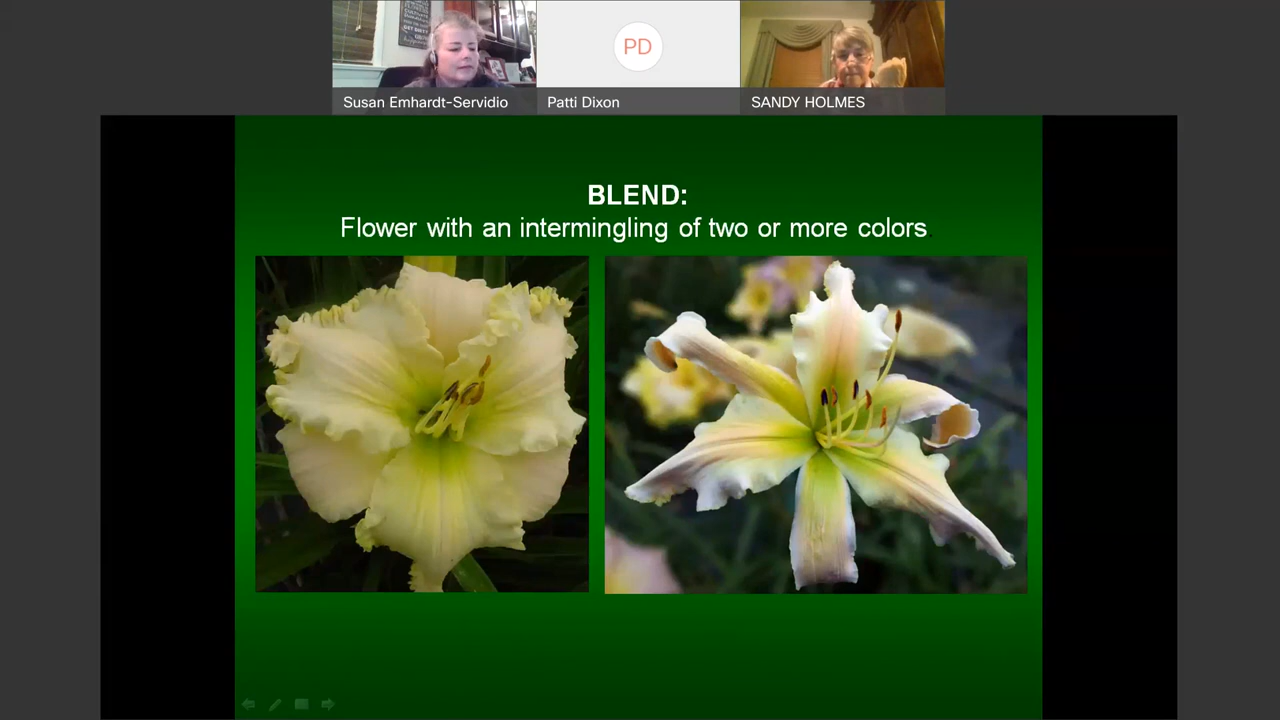 PD
Susan Emhardt-Servidio
Patti Dixon
SANDY HOLMES
BLEND:
Flower with an intermingling of two or more colors.